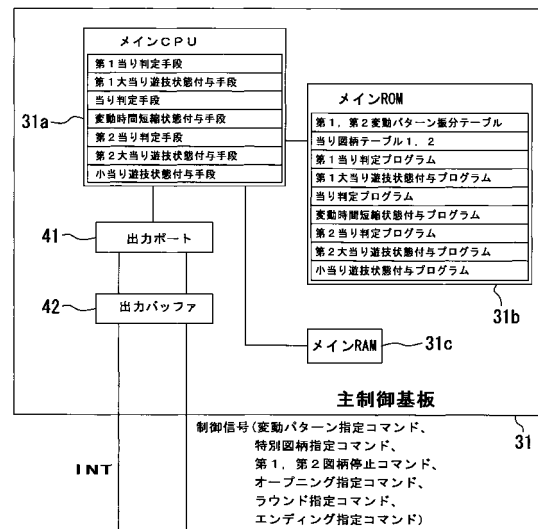 メインCPU
第1当り判定手段
第1大当り遊技状態付与手段
当り判定手段
変動時間短縮状態付与手段
第2当り判定手段
第2大当り遊技状態付与手段
小当り遊技状態付与手段
31a
メインROM
第1，第2変動パターン振分テーブル
当り図柄テーブル1，2
第1当り判定プログラム
第1大当り遊技状態付与プログラム
当り判定プログラム
変動時間短縮状態付与プログラム
第2当り判定プログラム
第2大当り遊技状態付与プログラム
小当り遊技状態付与プログラム
31b
41
出力ポート
42
出力バッファ
メインRAM
31c
主制御基板
31
INT
制御信号(変動パターン指定コマンド、
特別図柄指定コマンド、
第1，第2図柄停止コマンド、
オープニング指定コマンド、
ラウンド指定コマンド、
エンディング指定コマンド)